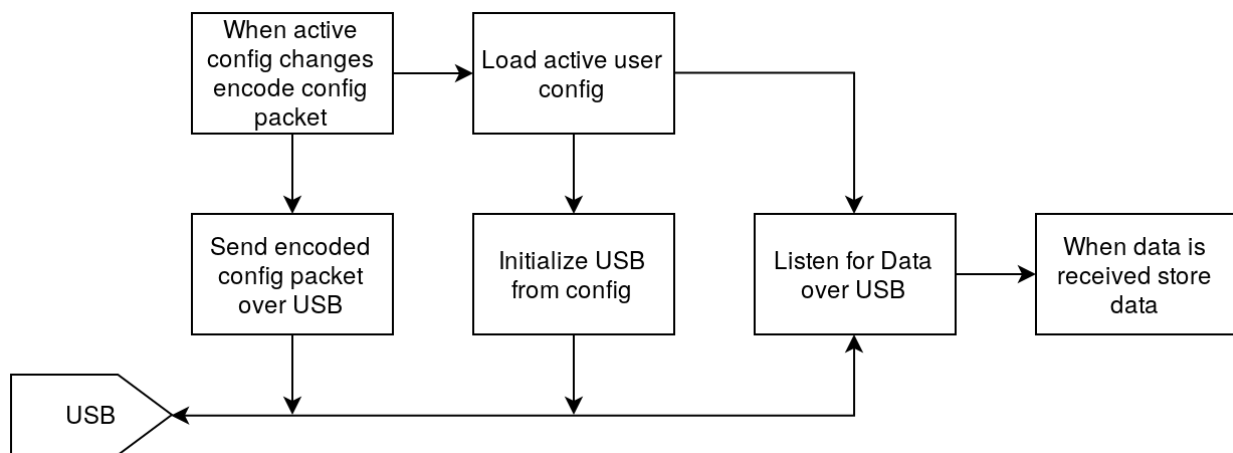 When active
config changes
encode config
packet
Load active user
config
Send encoded
config packet
over USB
Initialize USB
from config
Listen for Data
over USB
When data is
received store
data
USB